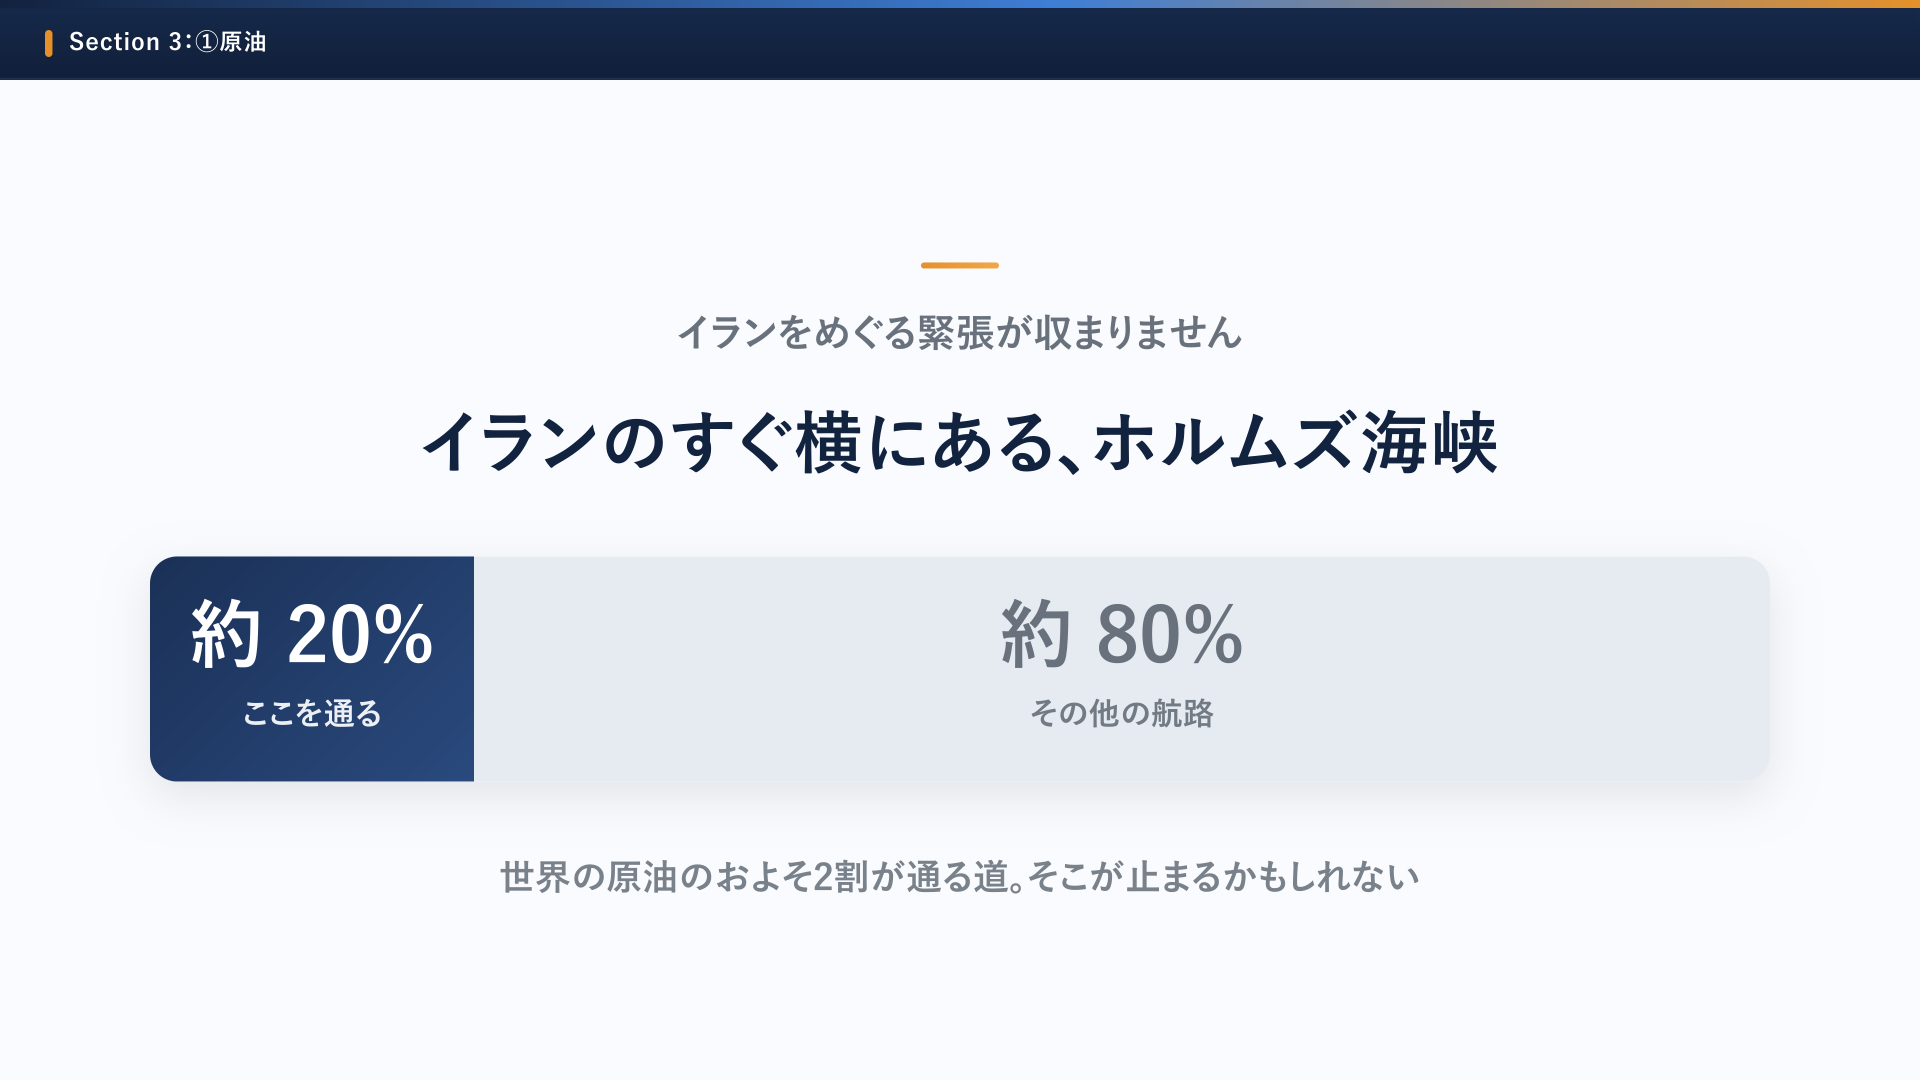 Section 3：①原油
イランをめぐる緊張が収まりません
イランのすぐ横にある、ホルムズ海峡
約 20%
ここを通る
約 80%
その他の航路
世界の原油のおよそ2割が通る道。そこが止まるかもしれない